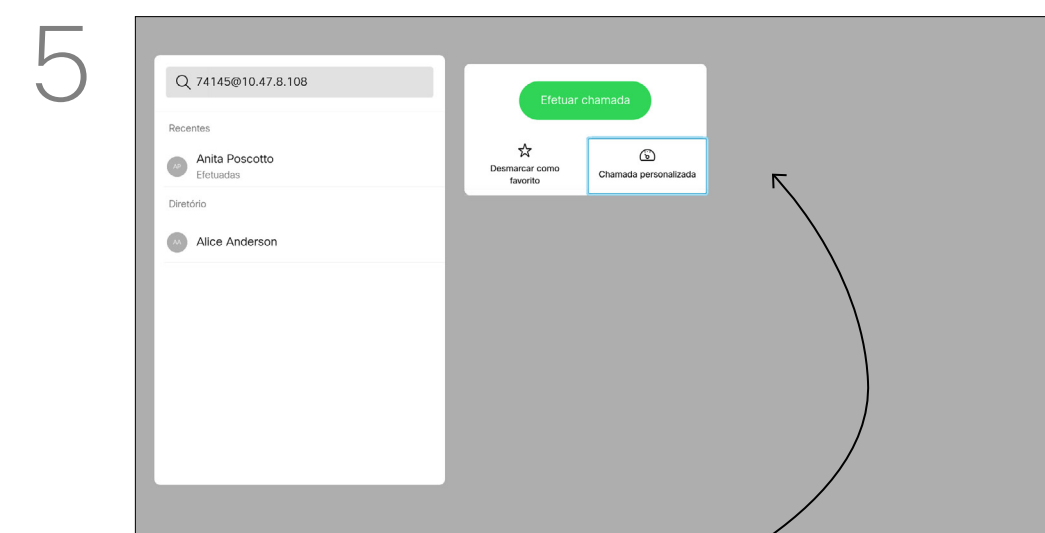 5
74145@10.47.8.108
Recentes
AP
Anita Poscotto
Efetuadas
Diretório
AA
Alice Anderson
Efetuar chamada
Desmarcar como
favorito
Chamada personalizada